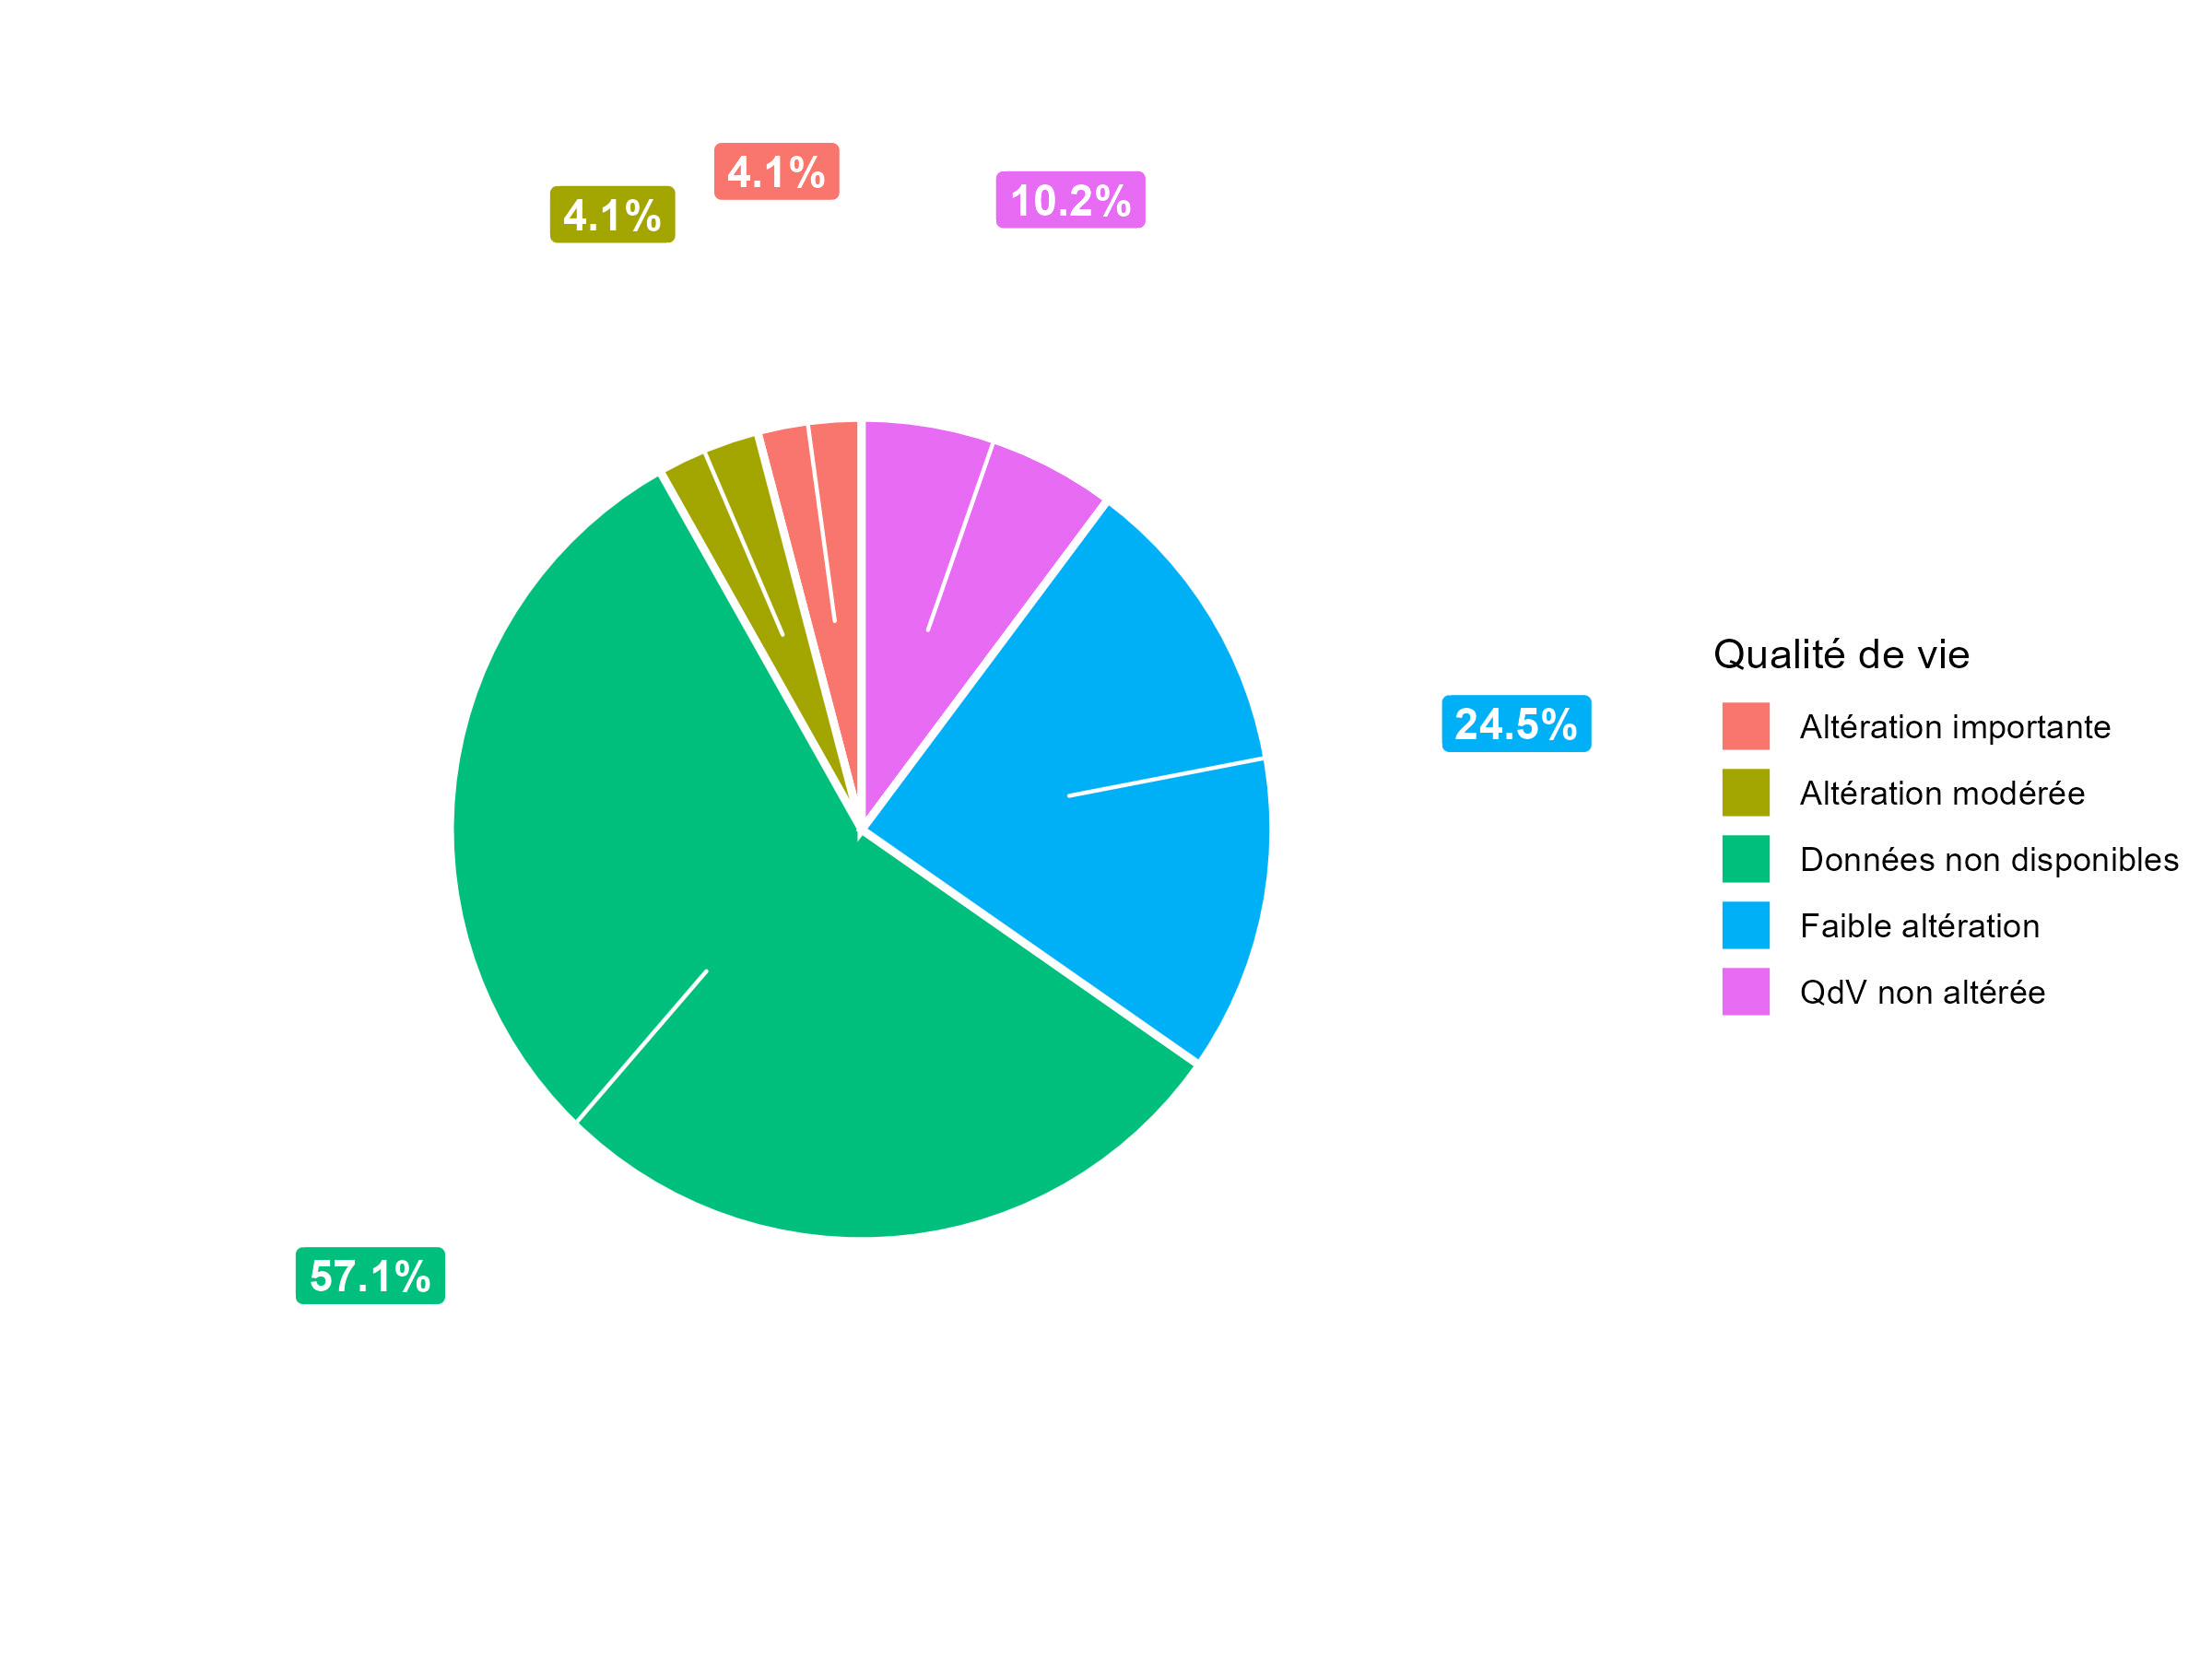 4.1%
4.1%
10.2%
24.5%
57.1%
Qualité de vie
Altération importante
Altération modérée
Données non disponibles
Faible altération
QdV non altérée